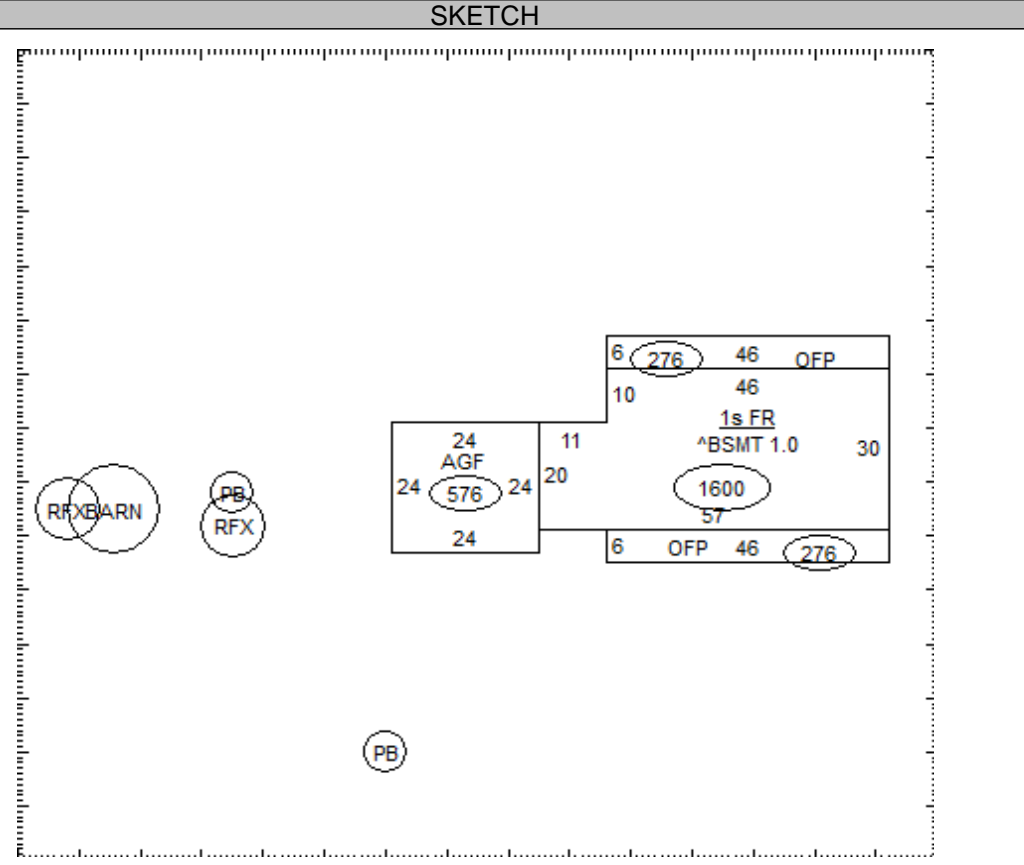 SKETCH
6 276 46 OFP
46
10
1s FR
^BSMT 1.0 30
24 11
AGF
24 576 24 20
1600
57
24
6 OFP 46 276
RFX BARN
PB
RFX
PB